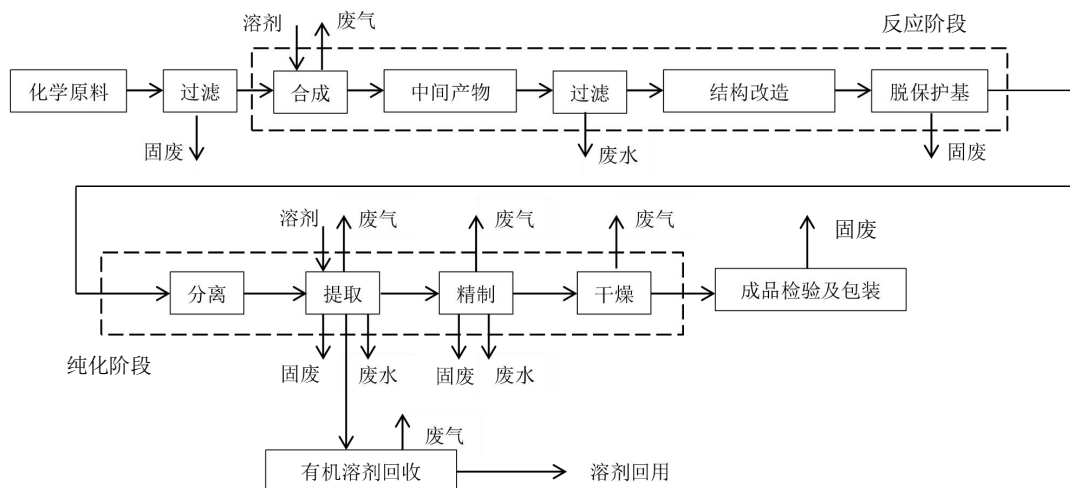 溶剂
废气
反应阶段
化学原料
过滤
合成
中间产物
过滤
结构改造
脱保护基
固废
废水
固废
溶剂
废气
废气
废气
固废
分离
提取
精制
干燥
成品检验及包装
纯化阶段
固废
废水
固废
废水
废气
有机溶剂回收
溶剂回用